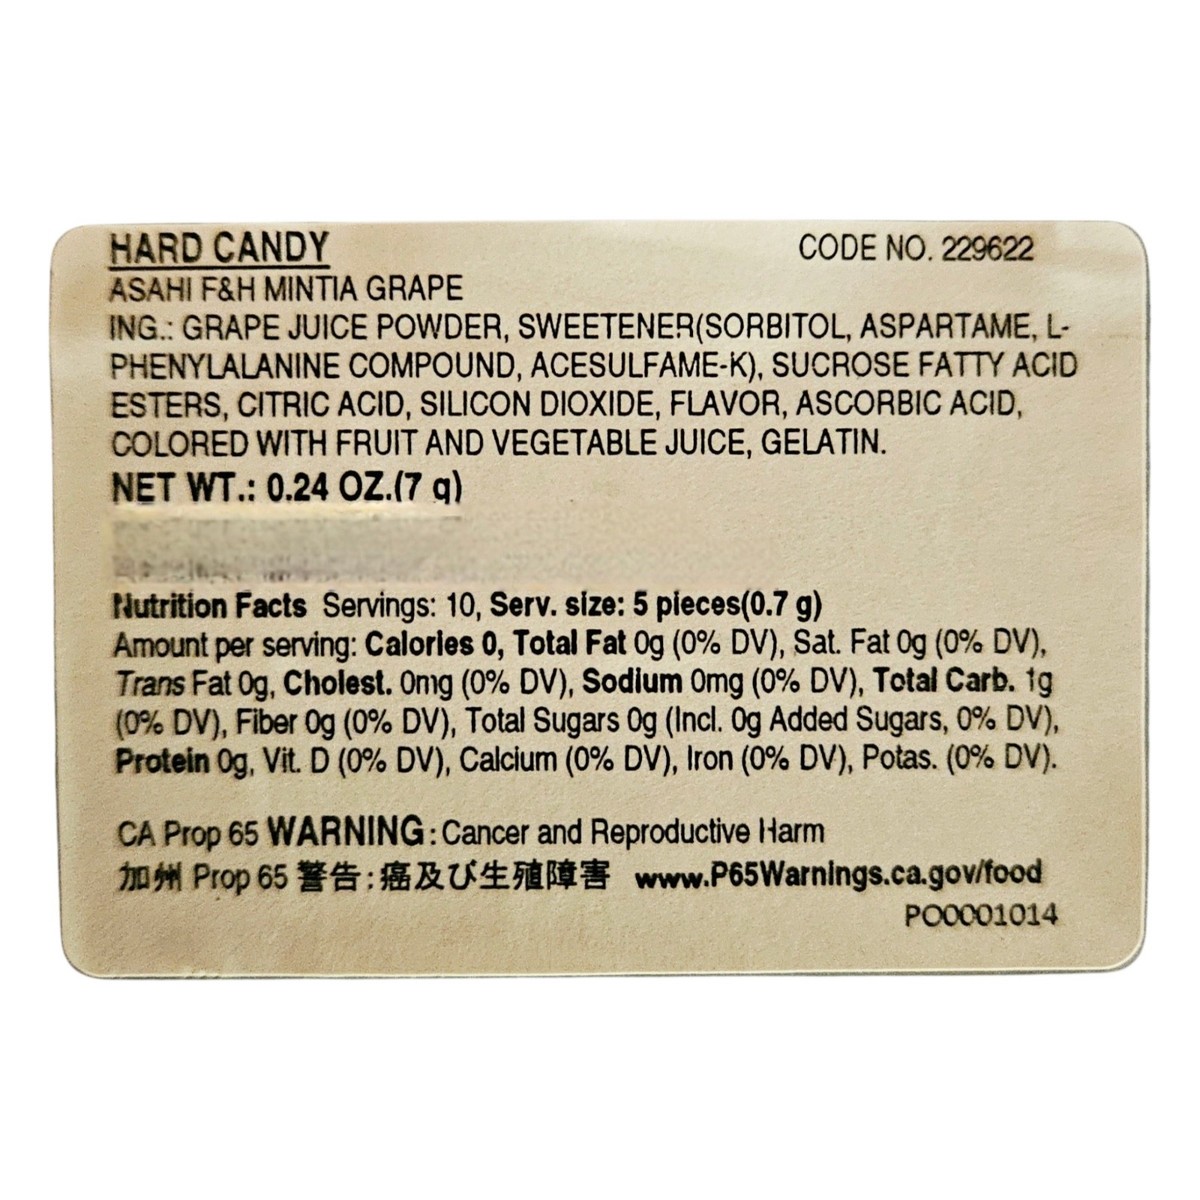 HARD CANDY CODE NO. 229622
ASAHI F&H MINTIA GRAPE
ING.: GRAPE JUICE POWDER, SWEETENER(SORBITOL, ASPARTAME, L-
PHENYLALANINE COMPOUND, ACESULFAME-K), SUCROSE FATTY ACID
ESTERS, CITRIC ACID, SILICON DIOXIDE, FLAVOR, ASCORBIC ACID,
COLORED WITH FRUIT AND VEGETABLE JUICE, GELATIN.
NET WT.: 0.24 OZ.(7 g)
Nutrition Facts Servings: 10, Serv. size: 5 pieces(0.7 g)
Amount per serving: Calories 0, Total Fat 0g (0% DV), Sat. Fat 0g (0% DV),
Trans Fat 0g, Cholest. 0mg (0% DV), Sodium 0mg (0% DV), Total Carb. 1g
(0% DV), Fiber 0g (0% DV), Total Sugars 0g (Incl. 0g Added Sugars, 0% DV),
Protein 0g, Vit. D (0% DV), Calcium (0% DV), Iron (0% DV), Potas. (0% DV).
CA Prop 65 WARNING: Cancer and Reproductive Harm
加州 Prop 65 警告:癌及び生殖障害 www.P65Warnings.ca.gov/food
PO0001014